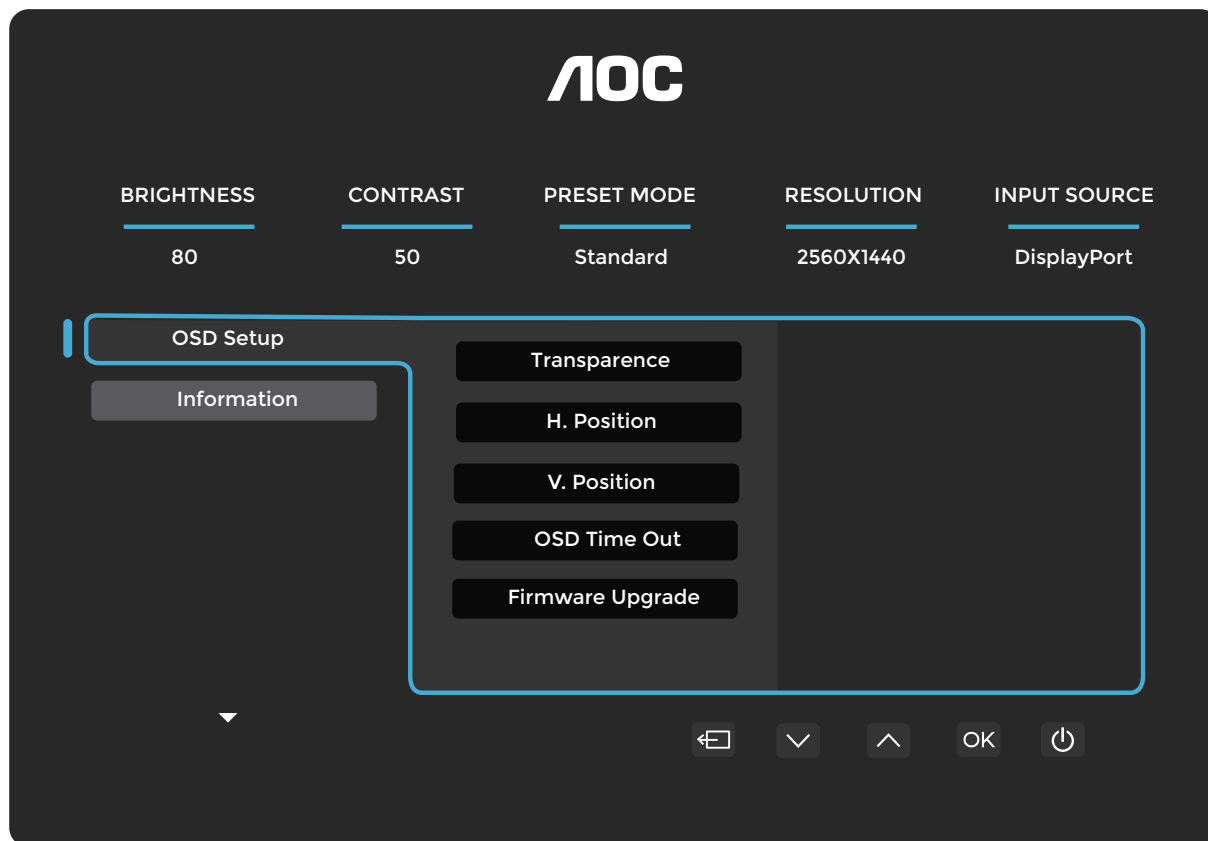 AOC
BRIGHTNESS CONTRAST PRESET MODE RESOLUTION INPUT SOURCE
80 50 Standard 2560X1440 DisplayPort
OSD Setup
Transparence
Information
H. Position
V. Position
OSD Time Out
Firmware Upgrade
OK